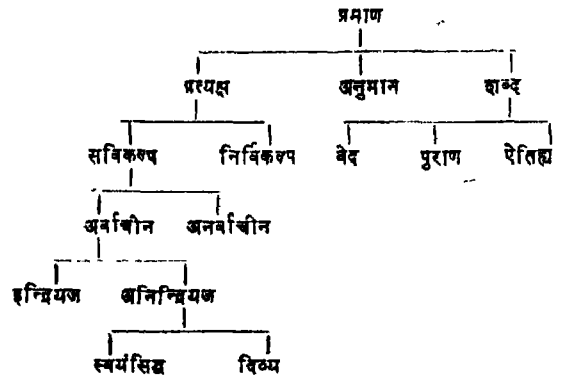 प्रमाण
प्रत्यक्ष अनुमान शब्द
सविकल्प निर्विकल्प वेद पुराण ऐतिह्य
अर्वाचीन अनर्वाचीन
इन्द्रियज अनिन्द्रियज
स्वयंसिद्ध दिव्य